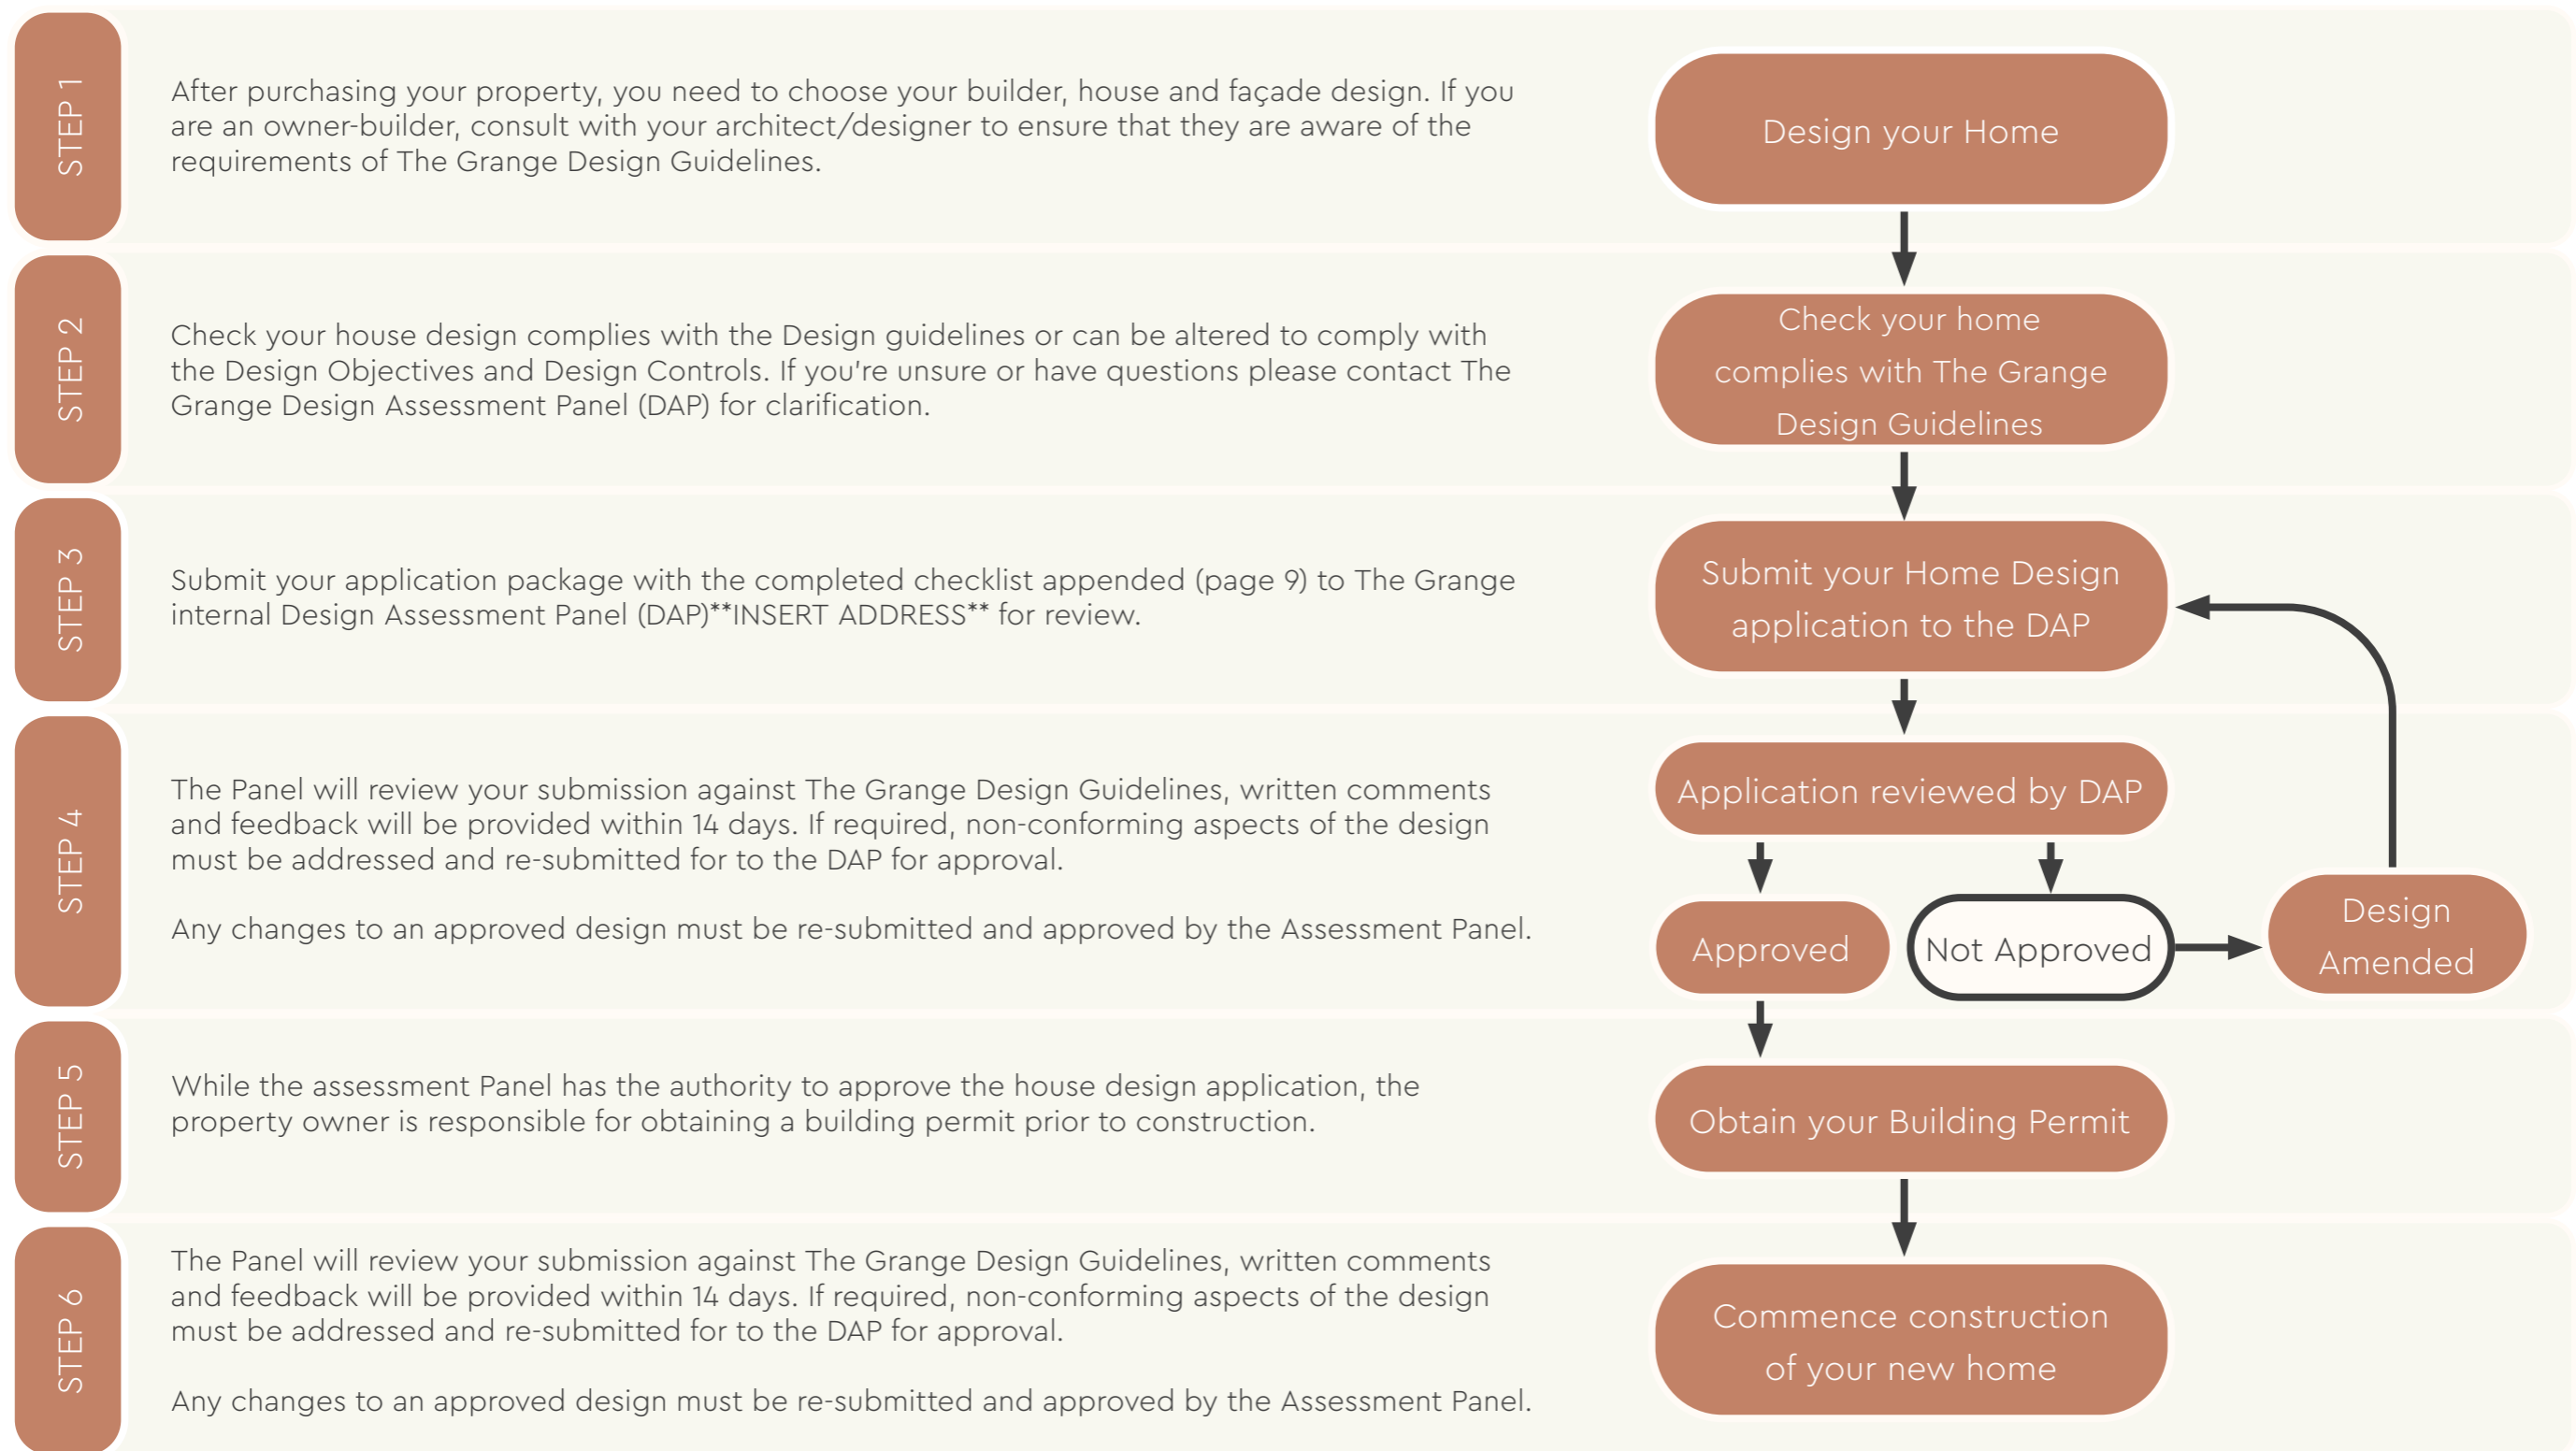 STEP 1
After purchasing your property, you need to choose your builder, house and façade design. If you
are an owner-builder, consult with your architect/designer to ensure that they are aware of the
requirements of The Grange Design Guidelines.
Design your Home
STEP 2
Check your house design complies with the Design guidelines or can be altered to comply with
the Design Objectives and Design Controls. If you're unsure or have questions please contact The
Grange Design Assessment Panel (DAP) for clarification.
Check your home
complies with The Grange
Design Guidelines
STEP 3
Submit your application package with the completed checklist appended (page 9) to The Grange
internal Design Assessment Panel (DAP)**INSERT ADDRESS** for review.
Submit your Home Design
application to the DAP
STEP 4
The Panel will review your submission against The Grange Design Guidelines, written comments
and feedback will be provided within 14 days. If required, non-conforming aspects of the design
must be addressed and re-submitted for to the DAP for approval.
Any changes to an approved design must be re-submitted and approved by the Assessment Panel.
Application reviewed by DAP
Approved
Not Approved
Design
Amended
STEP 5
While the assessment Panel has the authority to approve the house design application, the
property owner is responsible for obtaining a building permit prior to construction.
Obtain your Building Permit
STEP 6
The Panel will review your submission against The Grange Design Guidelines, written comments
and feedback will be provided within 14 days. If required, non-conforming aspects of the design
must be addressed and re-submitted for to the DAP for approval.
Any changes to an approved design must be re-submitted and approved by the Assessment Panel.
Commence construction
of your new home